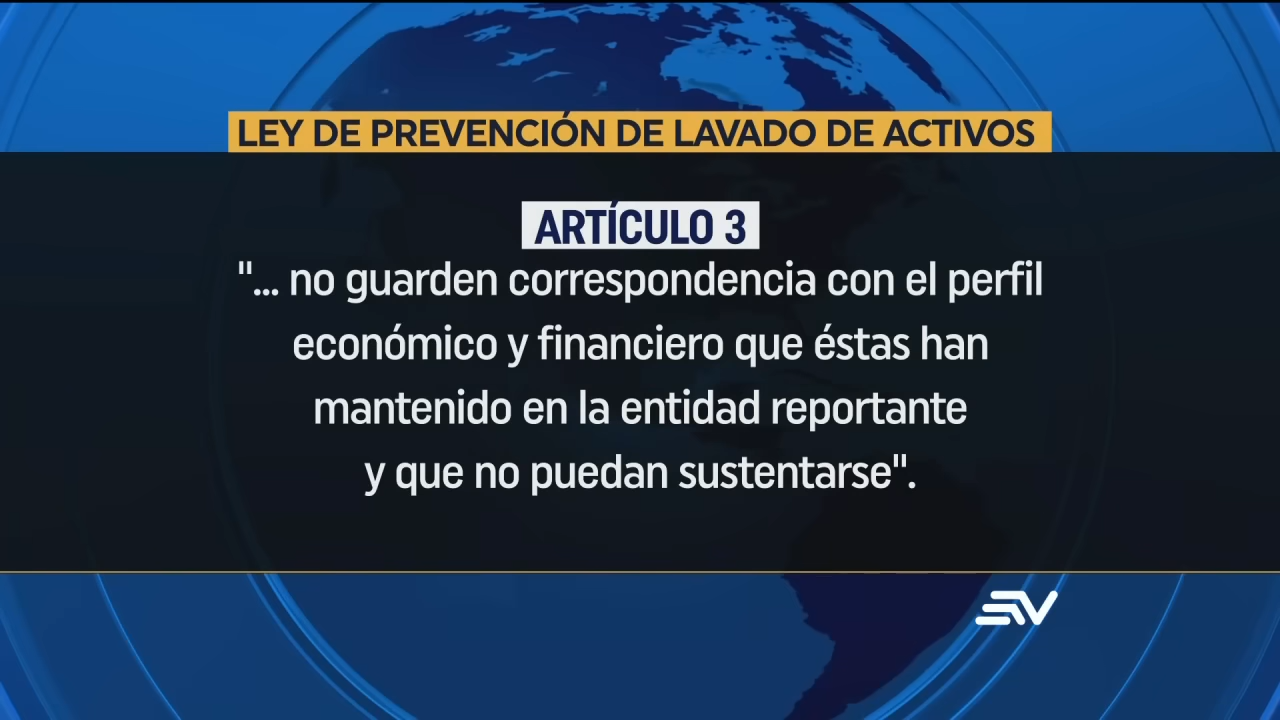 LEY DE PREVENCIÓN DE LAVADO DE ACTIVOS
ARTÍCULO 3
"... no guarden correspondencia con el perfil
económico y financiero que éstas han
mantenido en la entidad reportante
y que no puedan sustentarse".
EV